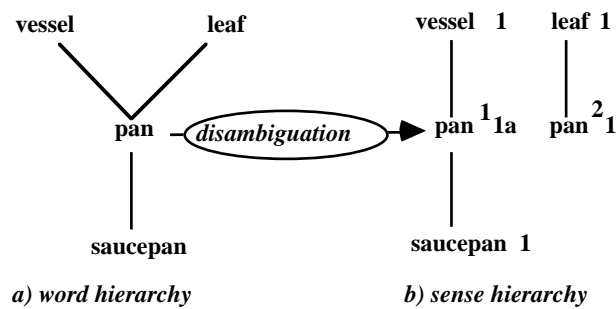 vessel leaf vessel 1 leaf 1
pan disambiguation pan 1 1a pan 2 1
saucepan saucepan 1
a) word hierarchy b) sense hierarchy